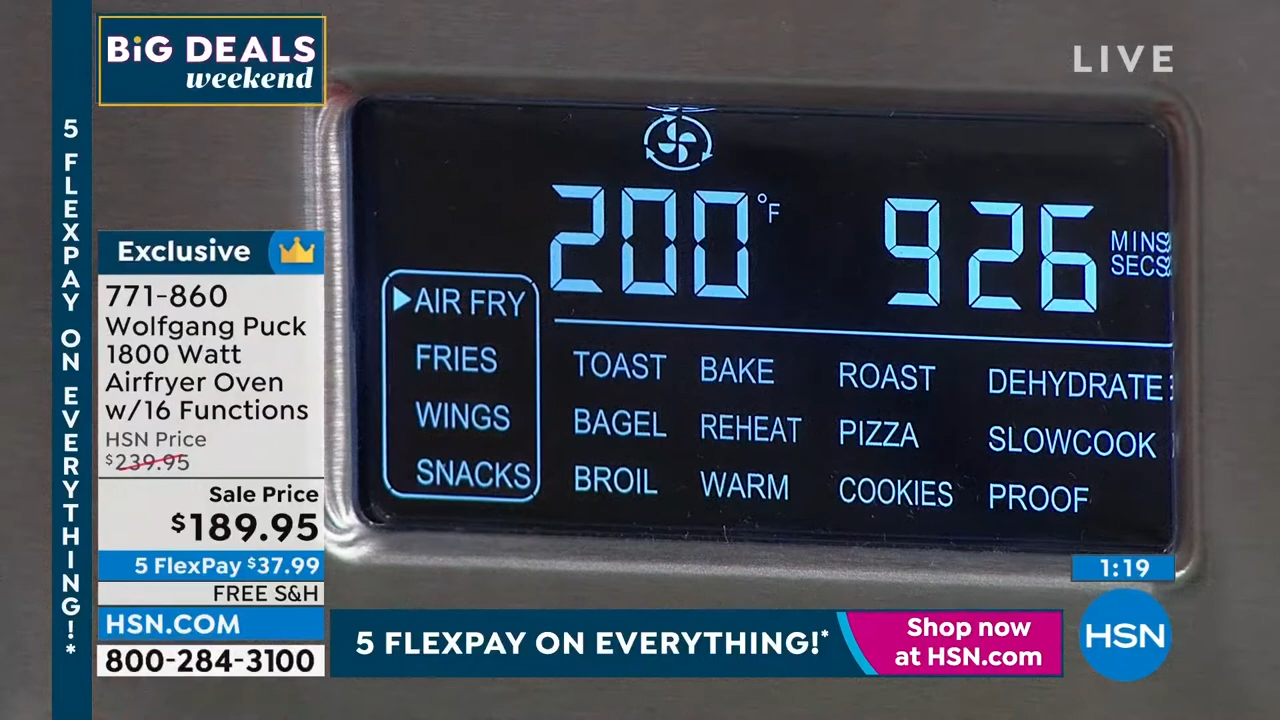 BiG DEALS
weekend
LIVE
5 FLEXPAY ON EVERYTHING!*
Exclusive
771-860
Wolfgang Puck
1800 Watt
Airfryer Oven
w/16 Functions
HSN Price
$239.95
Sale Price
$189.95
5 FlexPay $37.99
FREE S&H
HSN.COM
800-284-3100
200 °F
926
MINS
SECS
AIR FRY
FRIES
WINGS
SNACKS
TOAST BAKE ROAST DEHYDRATE
BAGEL REHEAT PIZZA SLOWCOOK
BROIL WARM COOKIES PROOF
1:19
5 FLEXPAY ON EVERYTHING!*
Shop now
at HSN.com
HSN